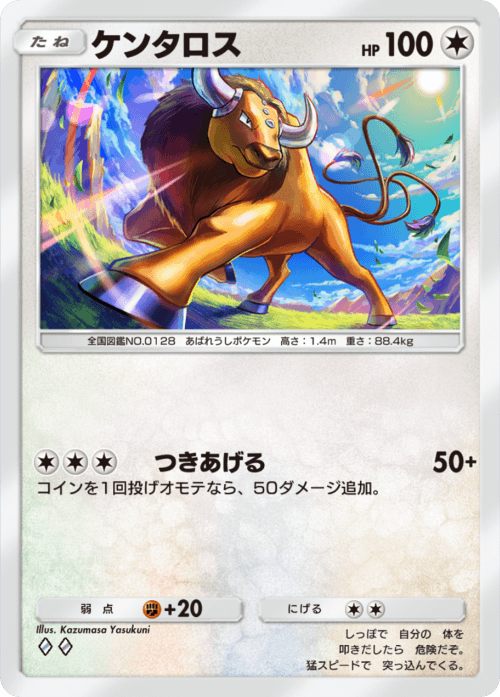 たね ケンタロス HP 100
全国図鑑NO.0128 あばれうしポケモン 高さ：1.4m 重さ：88.4kg
つきあげる 50+
コインを1回投げオモテなら、50ダメージ追加。
弱点 +20 にげる
Illus. Kazumasa Yasukuni
しっぽで 自分の 体を
叩きだしたら 危険だぞ。
猛スピードで 突っ込んでくる。